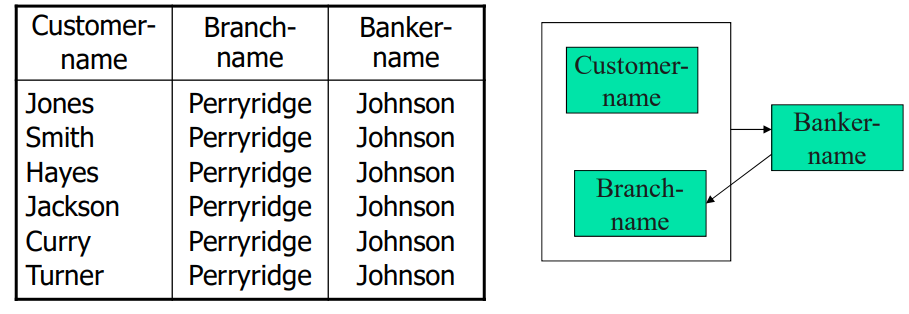 Customer-
name
Branch-
name
Banker-
name
Jones Perryridge Johnson
Smith Perryridge Johnson
Hayes Perryridge Johnson
Jackson Perryridge Johnson
Curry Perryridge Johnson
Turner Perryridge Johnson
Customer-
name
Branch-
name
Banker-
name